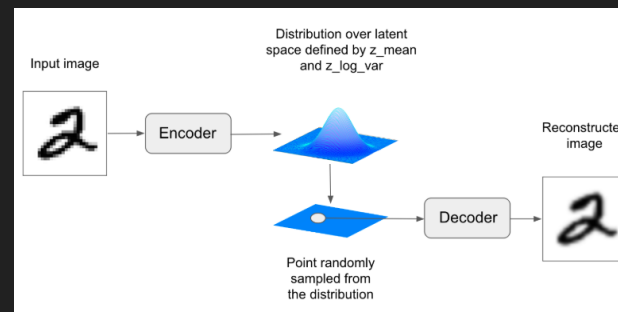 Distribution over latent
space defined by z_mean
and z_log_var
Input image
Encoder
Reconstructe
image
Decoder
Point randomly
sampled from
the distribution